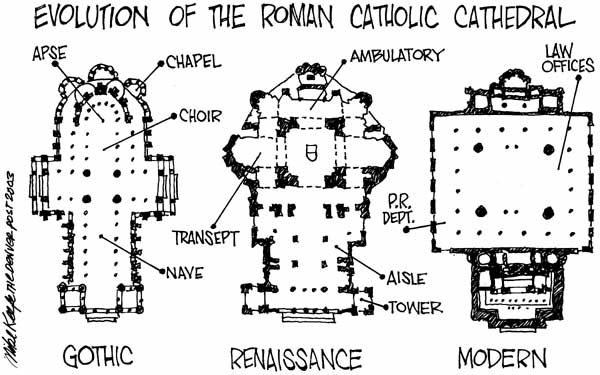 EVOLUTION OF THE ROMAN CATHOLIC CATHEDRAL
APSE
CHAPEL
CHOIR
NAVE
GOTHIC
AMBULATORY
TRANSEPT
AISLE
TOWER
RENAISSANCE
LAW
OFFICES
P.R.
DEPT.
MODERN
Mike Keefe THE DENVER POST 2003